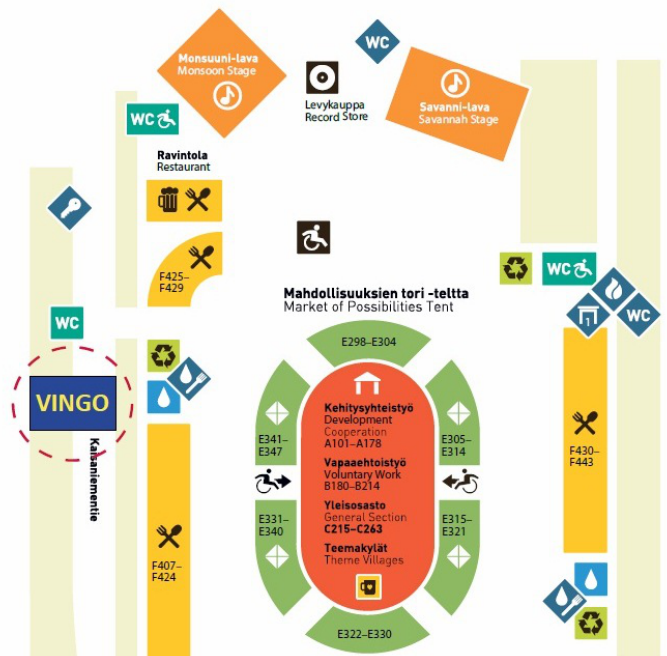 Monsuuni-lava
Monsoon Stage
WC
Levykauppa
Record Store
Savanni-lava
Savannah Stage
WC
Ravintola
Restaurant
F425–
F429
WC
Mahdollisuuksien tori -teltta
Market of Possibilities Tent
WC
1
WC
E298–E304
VINGO
Kaisaniementie
Kehitysyhteistyö
Development
Cooperation
A101–A178
Vapaaehtoistyö
Voluntary Work
B180–B214
Yleisosasto
General Section
C215–C263
Teemakylät
Theme Villages
E341–
E347
E305–
E314
E331–
E340
E315–
E321
E322–E330
F430–
F443
F407–
F424